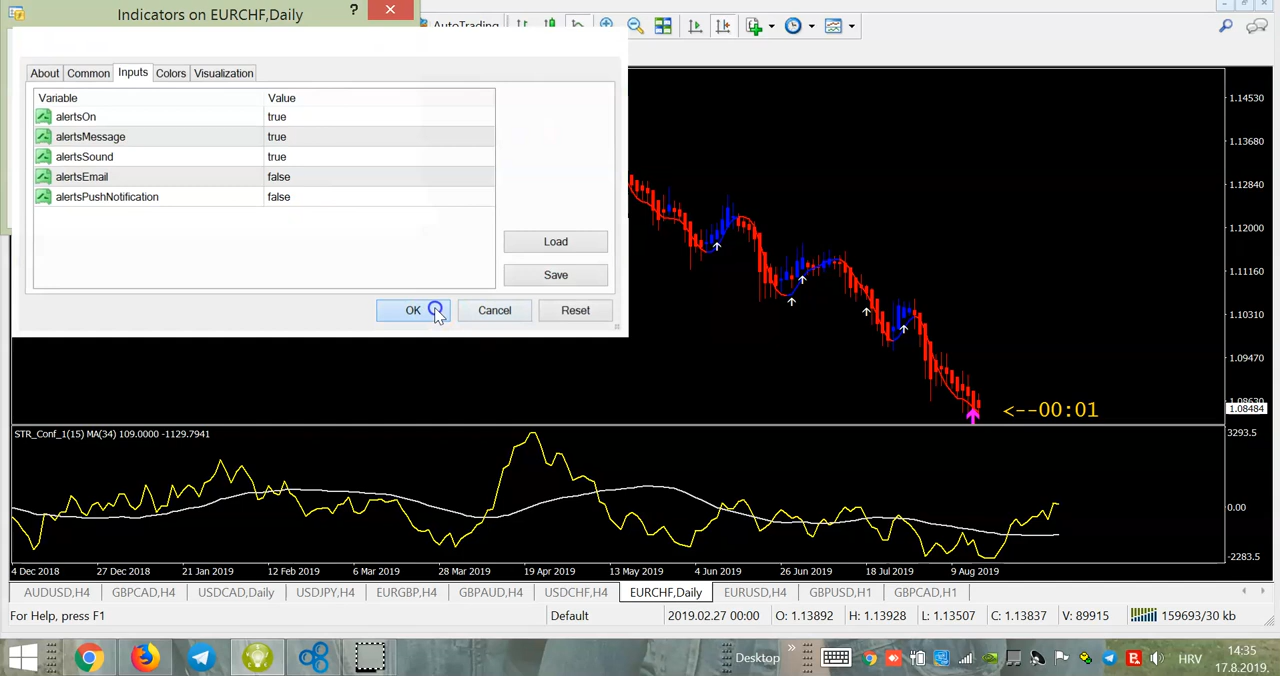 Indicators on EURCHF,Daily
?
AutoTrading
About Common Inputs Colors Visualization
Variable Value
alertsOn true
alertsMessage true
alertsSound true
alertsEmail false
alertsPushNotification false
Load
Save
OK Cancel Reset
1.14530
1.13680
1.12840
1.12000
1.11160
1.10310
1.09470
1.08484
<--00:01
STR_Conf_1(15) MA(34) 109.0000 -1129.7941
3293.5
0.00
-2283.5
4 Dec 2018 27 Dec 2018 21 Jan 2019 12 Feb 2019 6 Mar 2019 28 Mar 2019 19 Apr 2019 13 May 2019 4 Jun 2019 26 Jun 2019 18 Jul 2019 9 Aug 2019
AUDUSD,H4 GBPCAD,H4 USDCAD,Daily USDJPY,H4 EURGBP,H4 GBPAUD,H4 USDCHF,H4 EURCHF,Daily EURUSD,H4 GBPUSD,H1 GBPCAD,H1
For Help, press F1 Default 2019.02.27 00:00 O: 1.13892 H: 1.13928 L: 1.13507 C: 1.13837 V: 89915 159693/30 kb
Desktop » HRV 14:35
17.8.2019.